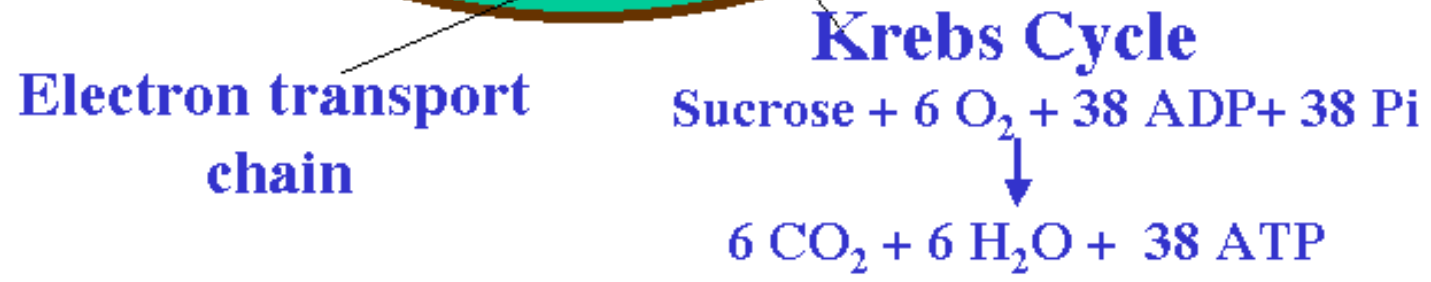 Electron transport
chain
Krebs Cycle
Sucrose + 6 O₂ + 38 ADP+ 38 Pi
6 CO₂ + 6 H₂O + 38 ATP